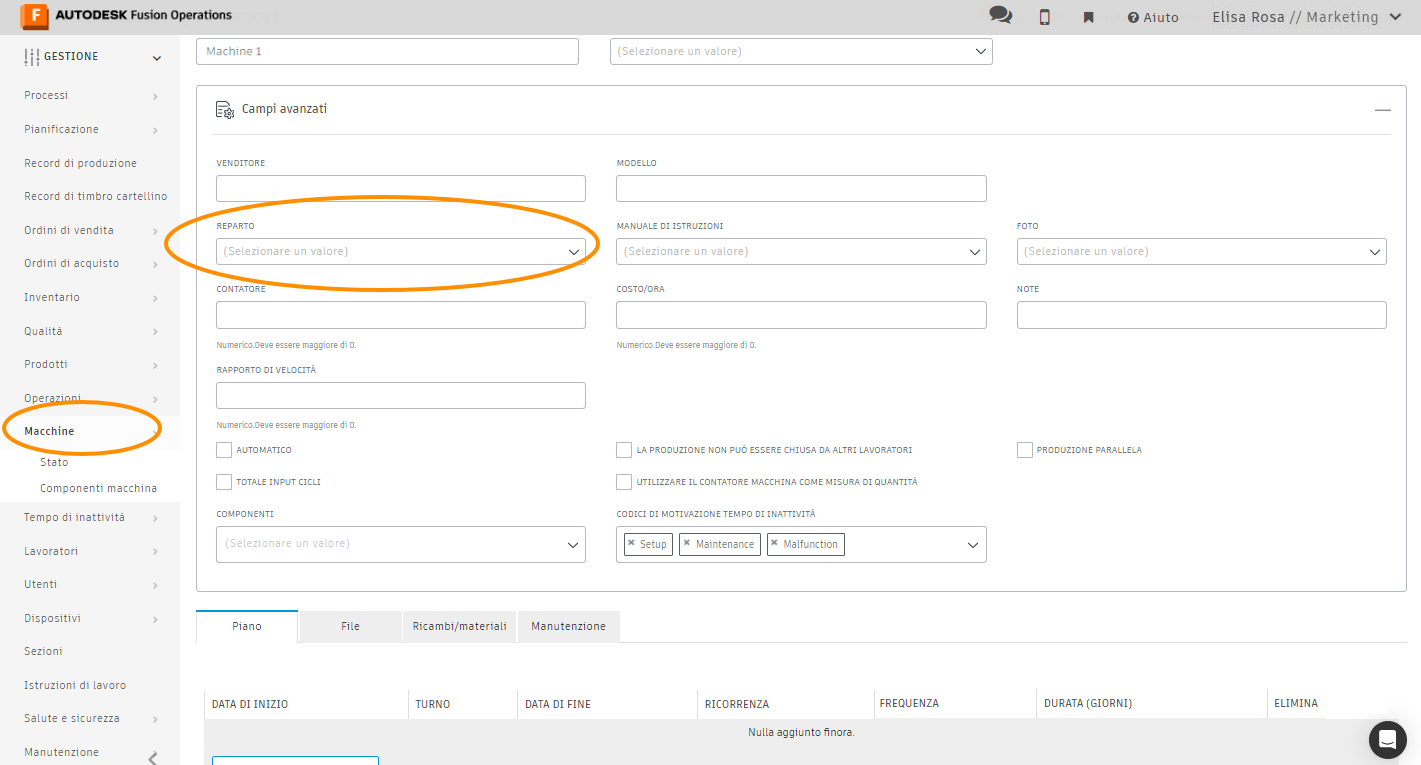 F AUTODESK Fusion Operations
Aiuto
Elisa Rosa // Marketing
GESTIONE
Processi
Pianificazione
Record di produzione
Record di timbro cartellino
Ordini di vendita
Ordini di acquisto
Inventario
Qualità
Prodotti
Operazioni
Macchine
Stato
Componenti macchina
Tempo di inattività
Lavoratori
Utenti
Dispositivi
Sezioni
Istruzioni di lavoro
Salute e sicurezza
Manutenzione
Machine 1
(Selezionare un valore)
Campi avanzati
VENDITORE
MODELLO
REPARTO
MANUALE DI ISTRUZIONI
FOTO
(Selezionare un valore)
(Selezionare un valore)
(Selezionare un valore)
CONTATORE
COSTO/ORA
NOTE
Numerico.Deve essere maggiore di 0.
Numerico.Deve essere maggiore di 0.
RAPPORTO DI VELOCITÀ
Numerico.Deve essere maggiore di 0.
AUTOMATICO
LA PRODUZIONE NON PUÒ ESSERE CHIUSA DA ALTRI LAVORATORI
PRODUZIONE PARALLELA
TOTALE INPUT CICLI
UTILIZZARE IL CONTATORE MACCHINA COME MISURA DI QUANTITÀ
COMPONENTI
CODICI DI MOTIVAZIONE TEMPO DI INATTIVITÀ
(Selezionare un valore)
× Setup × Maintenance × Malfunction
Piano File Ricambi/materiali Manutenzione
DATA DI INIZIO TURNO DATA DI FINE RICORRENZA FREQUENZA DURATA (GIORNI) ELIMINA
Nulla aggiunto finora.